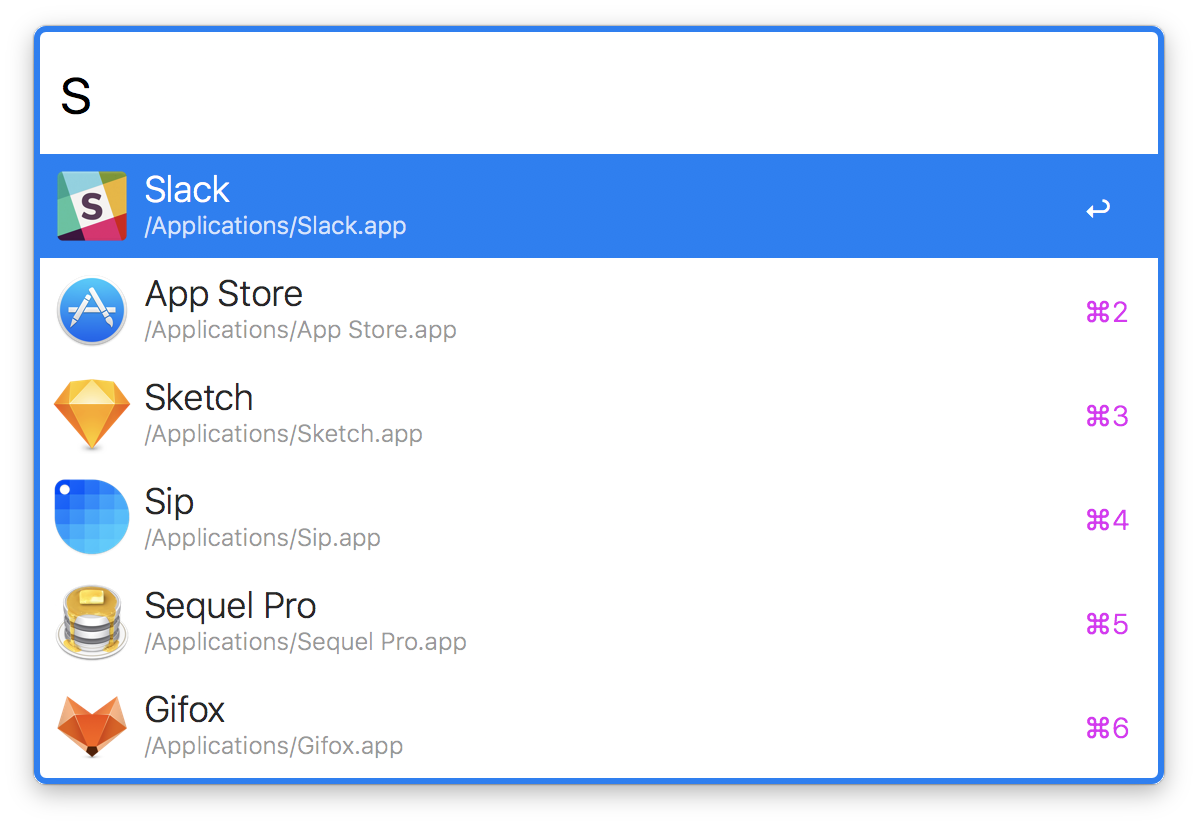 S
S
Slack
/Applications/Slack.app
↩
App Store
/Applications/App Store.app
⌘2
Sketch
/Applications/Sketch.app
⌘3
Sip
/Applications/Sip.app
⌘4
Sequel Pro
/Applications/Sequel Pro.app
⌘5
Gifox
/Applications/Gifox.app
⌘6